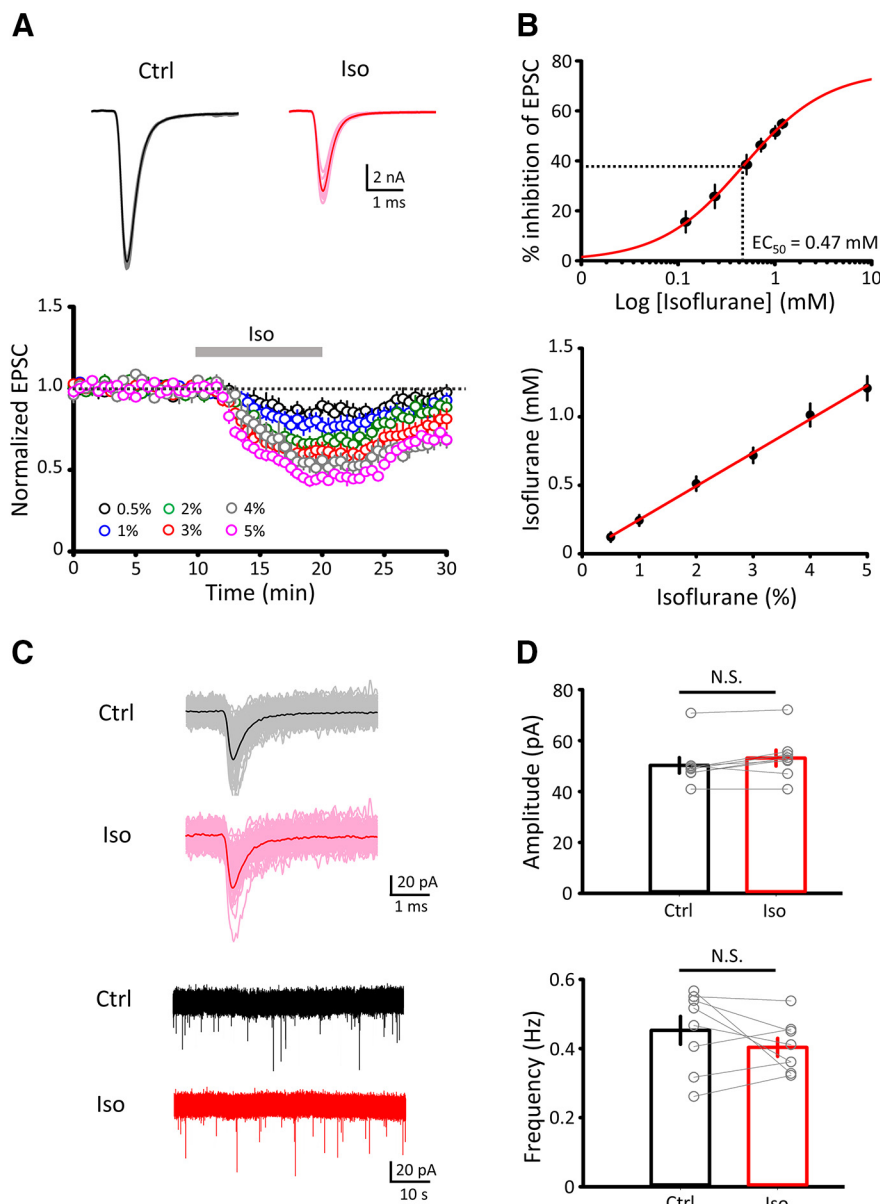 A
Ctrl
Iso
2 nA
1 ms
Normalized EPSC
1.5
1.0
0.5
0
Iso
0.5%
2%
4%
1%
3%
5%
0
5
10
15
20
25
30
Time (min)
B
% inhibition of EPSC
80
60
40
20
0
EC50 = 0.47 mM
0
0.1
1
10
Log [Isoflurane] (mM)
Isoflurane (mM)
1.5
1.0
0.5
0
0
1
2
3
4
5
Isoflurane (%)
C
Ctrl
Iso
20 pA
1 ms
Ctrl
Iso
20 pA
10 s
D
N.S.
Amplitude (pA)
80
60
40
20
0
Ctrl
Iso
N.S.
Frequency (Hz)
0.6
0.4
0.2
0
Ctrl
Iso